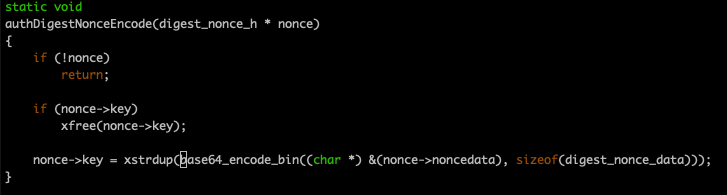 static void
authDigestNonceEncode(digest_nonce_h * nonce)
{
    if (!nonce)
        return;

    if (nonce->key)
        xfree(nonce->key);

    nonce->key = xstrdup(base64_encode_bin((char *) &(nonce->noncedata), sizeof(digest_nonce_data)));
}